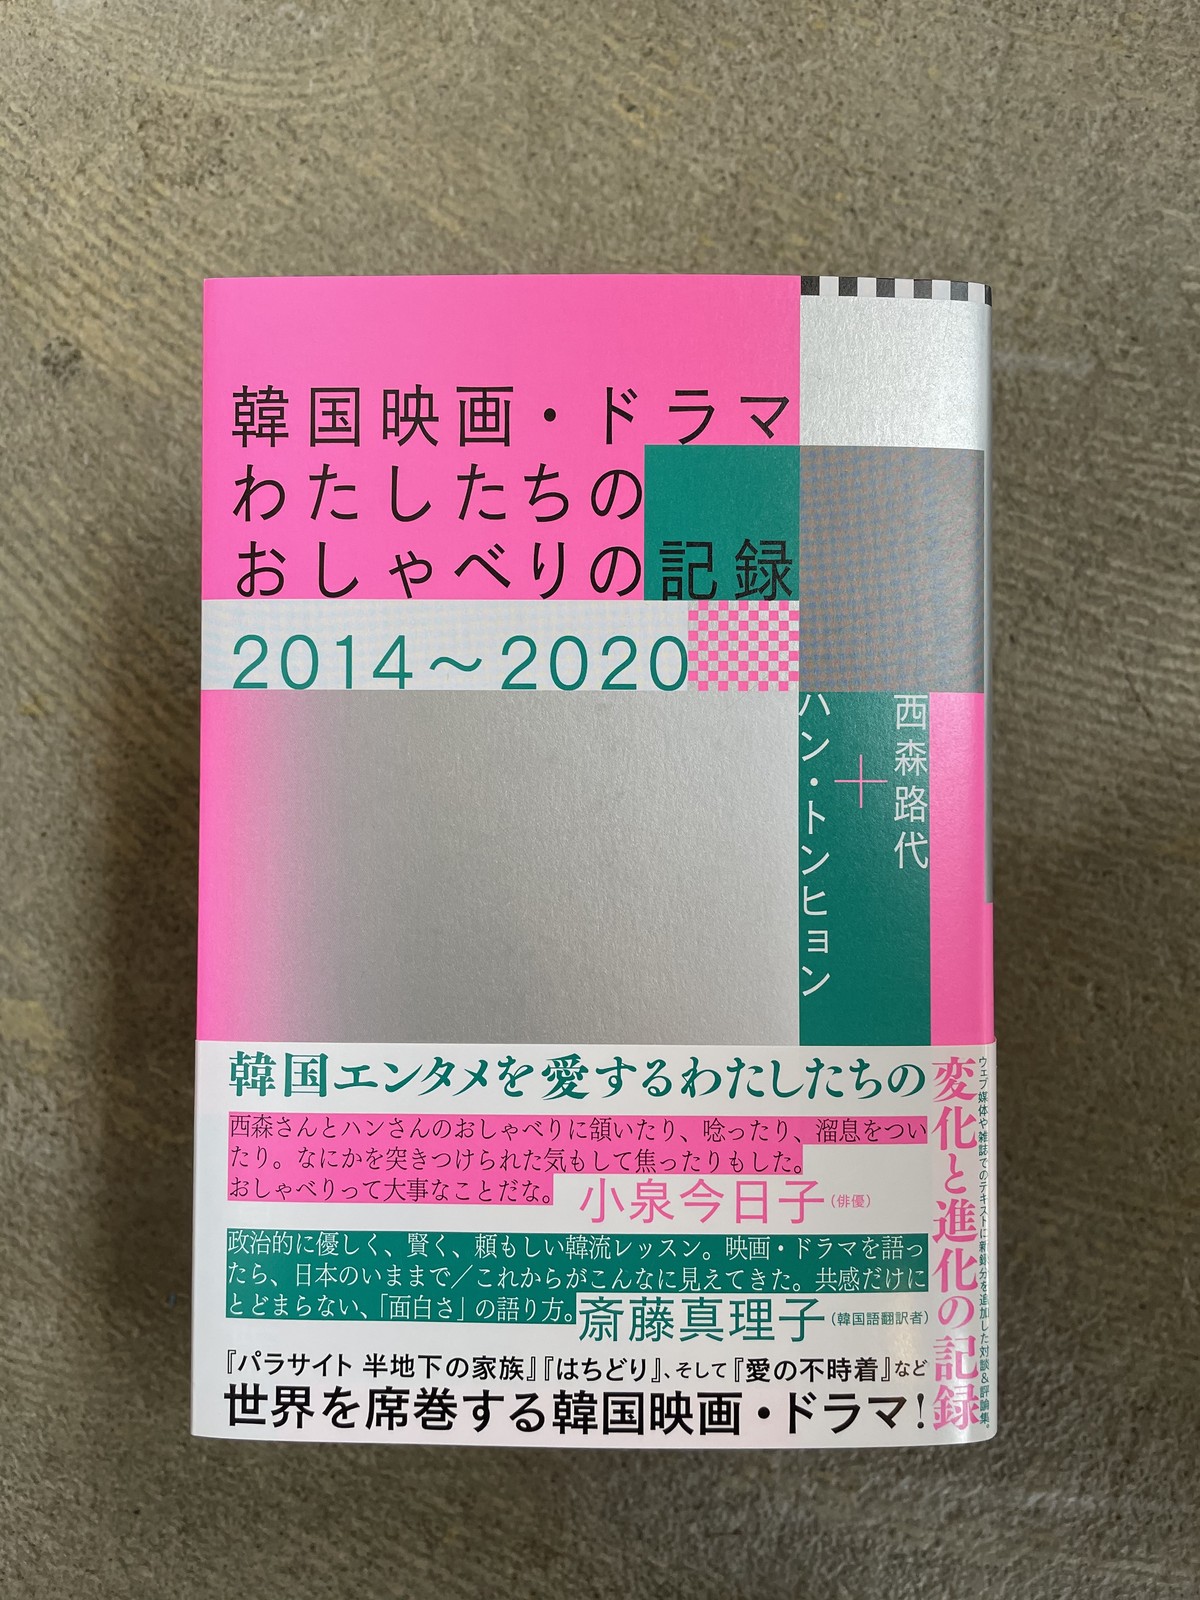 韓国映画・ドラマ
わたしたちの
おしゃべりの記録
2014～2020
西森路代
＋
ハン・トンヒョン
韓国エンタメを愛するわたしたちの
変化と進化の記録
ウェブ媒体や雑誌でのテキストに新録分を追加した対談&評論集。
西森さんとハンさんのおしゃべりに頷いたり、唸ったり、溜息をつい
たり。なにかを突きつけられた気もして焦ったりもした。
おしゃべりって大事なことだな。
小泉今日子（俳優）
政治的に優しく、賢く、頼もしい韓流レッスン。映画・ドラマを語っ
たら、日本のいままで／これからがこんなに見えてきた。共感だけに
とどまらない、「面白さ」の語り方。
斎藤真理子（韓国語翻訳者）
『パラサイト 半地下の家族』『はちどり』、そして『愛の不時着』など
世界を席巻する韓国映画・ドラマ！